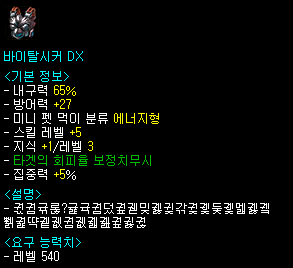 바이탈시커 DX
<기본 정보>
- 내구력 65%
- 방어력 +27
- 미니 펫 먹이 분류 에너지형
- 스킬 레벨 +5
- 지식 +1/레벨 3
- 타겟의 회피율 보정치무시
- 집중력 +5%
<설명>
<요구 능력치>
- 레벨 540